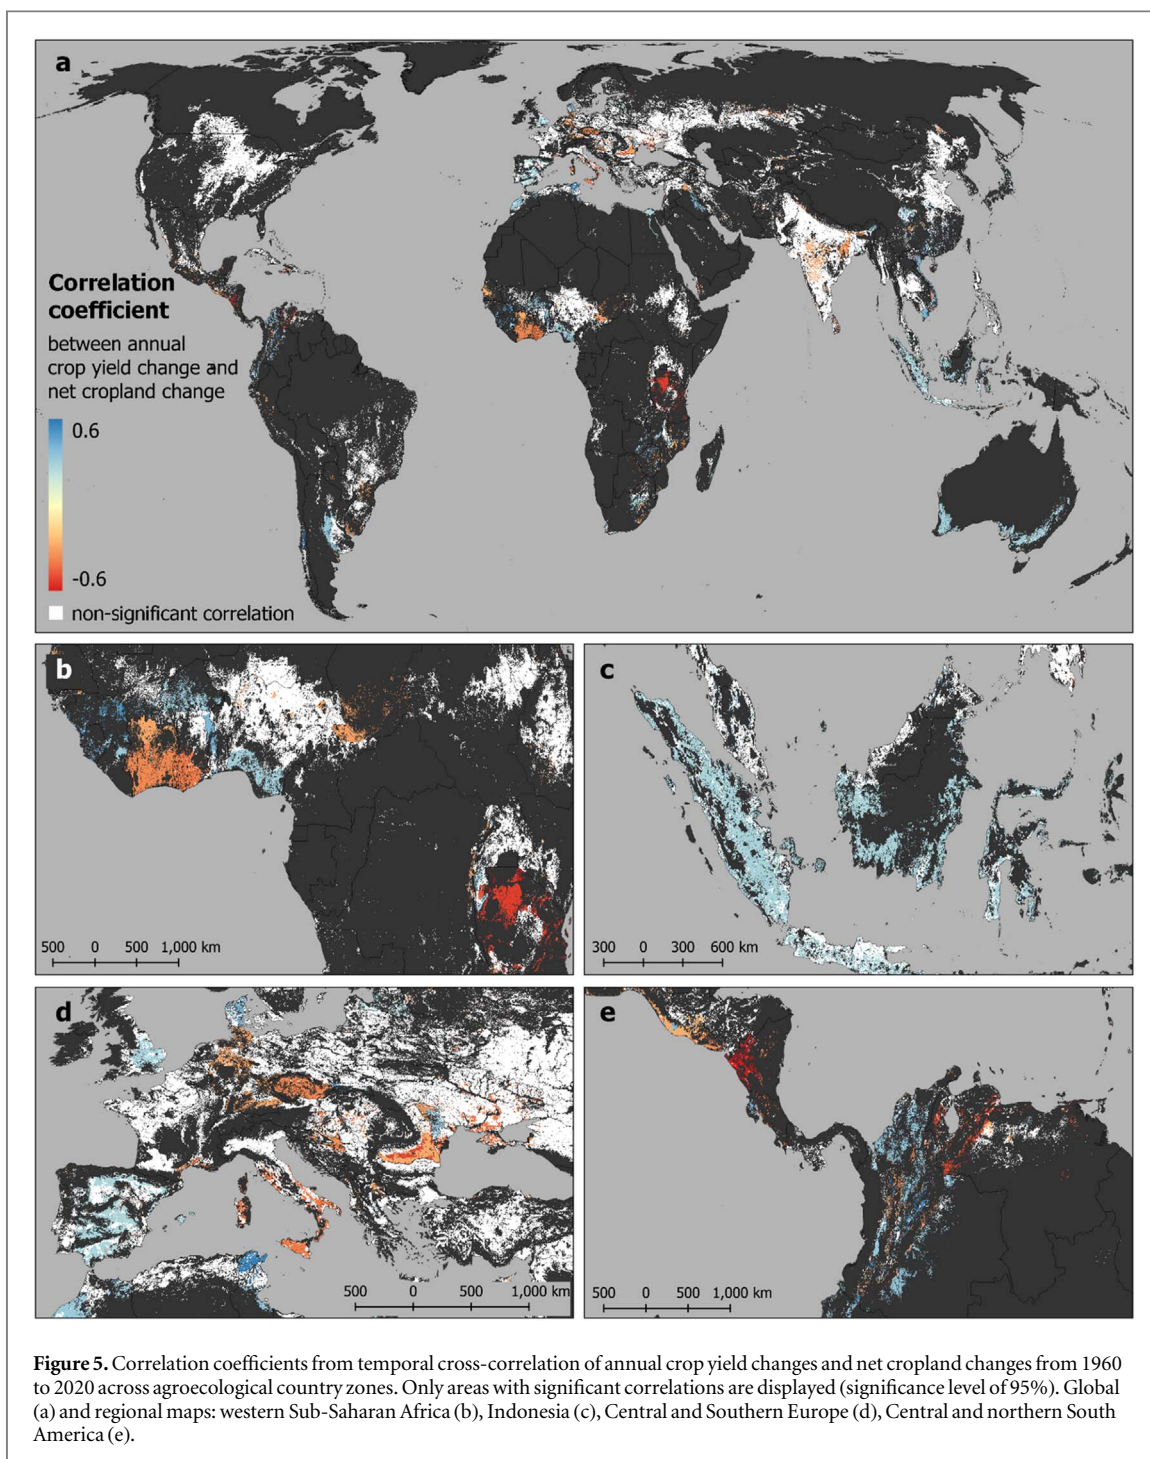 a
Correlation
coefficient
between annual
crop yield change and
net cropland change
0.6
-0.6
non-significant correlation
b
500 0 500 1,000 km
c
300 0 300 600 km
d
500 0 500 1,000 km
e
500 0 500 1,000 km
Figure 5. Correlation coefficients from temporal cross-correlation of annual crop yield changes and net cropland changes from 1960
to 2020 across agroecological country zones. Only areas with significant correlations are displayed (significance level of 95%). Global
(a) and regional maps: western Sub-Saharan Africa (b), Indonesia (c), Central and Southern Europe (d), Central and northern South
America (e).